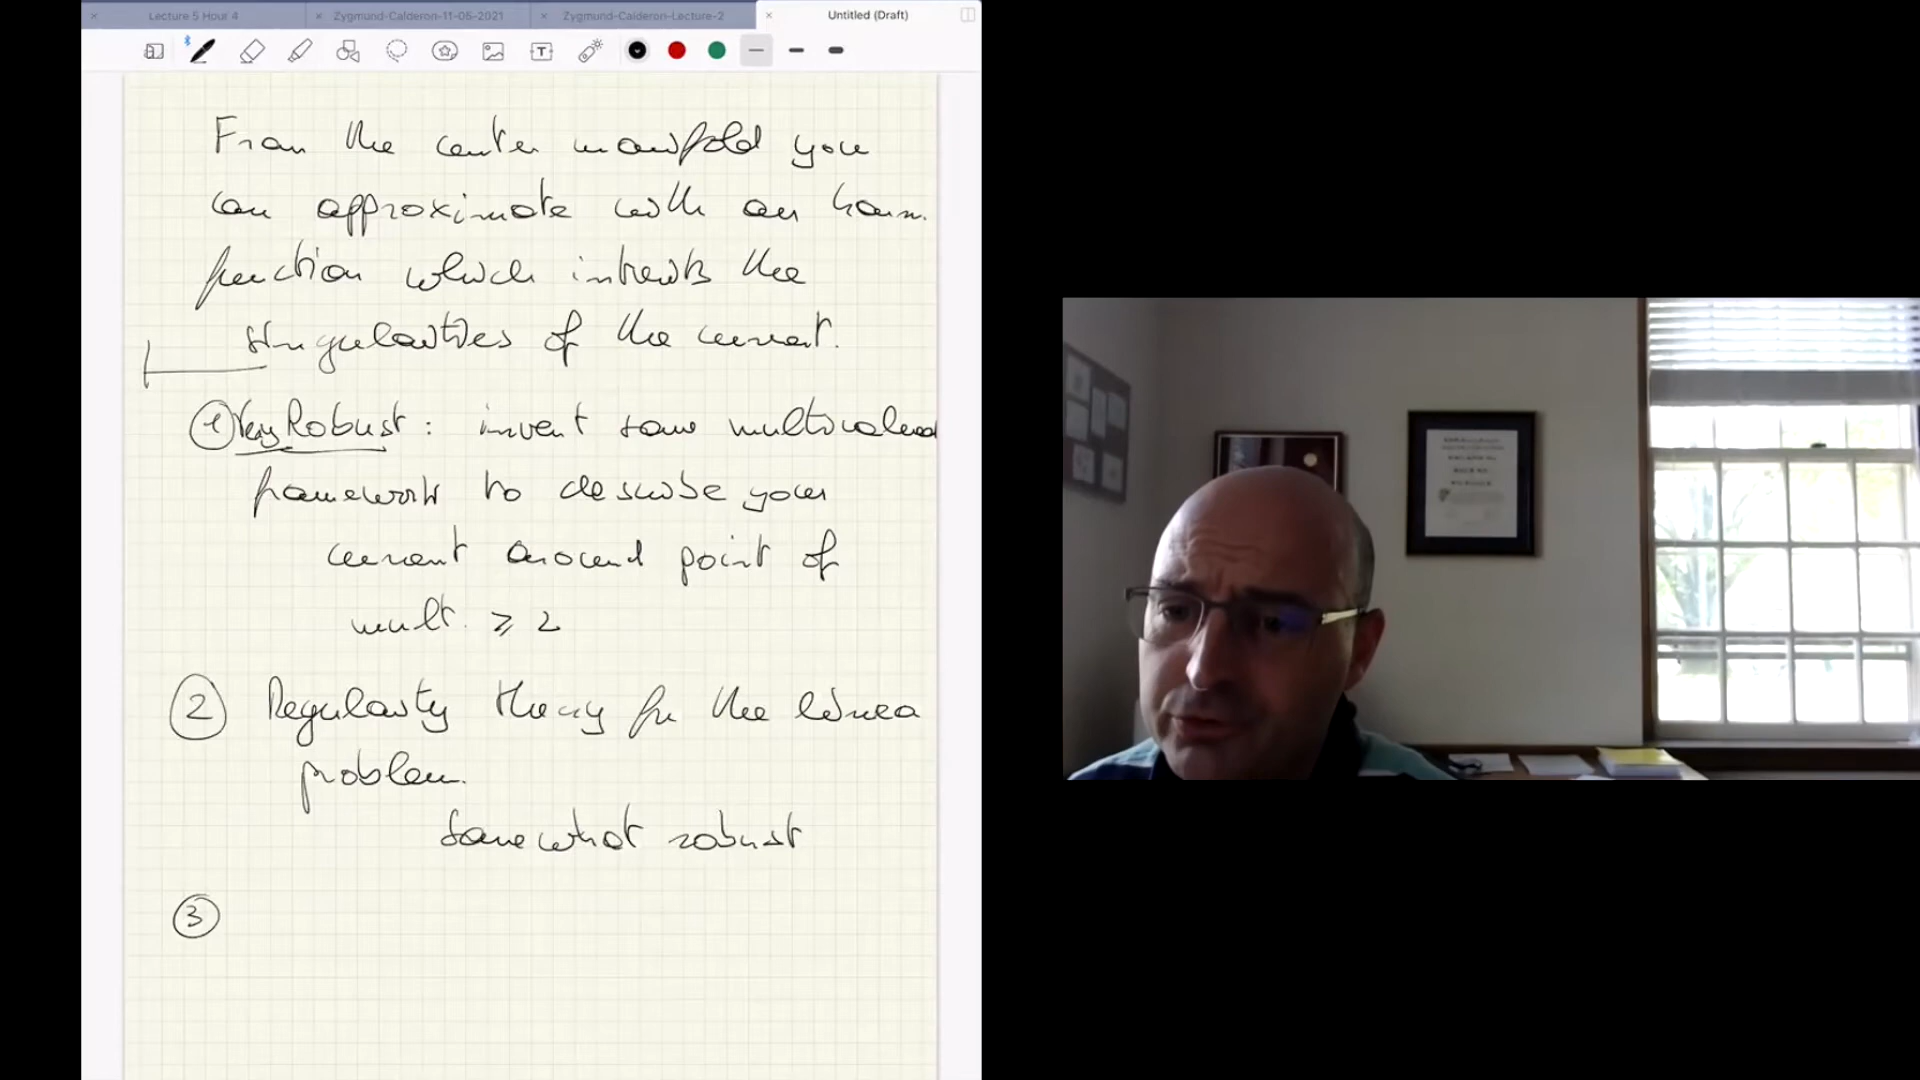 Lecture 5 Hour 4
Zygmund-Calderon-11-05-2021
Zygmund-Calderon-Lecture-2
Untitled (Draft)
From the center manifold you
can approximate with an harm.
function which inherits the
singularities of the current.
① Very Robust : invent some multivalued
framework to describe your
current around point of
mult. ≥ 2
② Regularity theory for the linear
problem.
somewhat robust
③